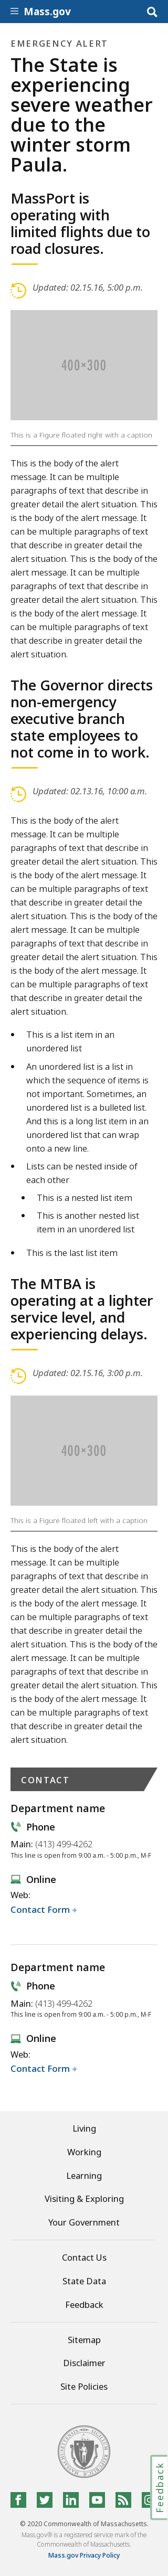 Mass.gov
EMERGENCY ALERT
The State is
experiencing
severe weather
due to the
winter storm
Paula.
MassPort is
operating with
limited flights due to
road closures.
Updated: 02.15.16, 5:00 p.m.
400×300
This is a Figure floated right with a caption
This is the body of the alert
message. It can be multiple
paragraphs of text that describe in
greater detail the alert situation. This
is the body of the alert message. It
can be multiple paragraphs of text
that describe in greater detail the
alert situation. This is the body of the
alert message. It can be multiple
paragraphs of text that describe in
greater detail the alert situation. This
is the body of the alert message. It
can be multiple paragraphs of text
that describe in greater detail the
alert situation.
The Governor directs
non-emergency
executive branch
state employees to
not come in to work.
Updated: 02.13.16, 10:00 a.m.
This is the body of the alert
message. It can be multiple
paragraphs of text that describe in
greater detail the alert situation. This
is the body of the alert message. It
can be multiple paragraphs of text
that describe in greater detail the
alert situation. This is the body of the
alert message. It can be multiple
paragraphs of text that describe in
greater detail the alert situation. This
is the body of the alert message. It
can be multiple paragraphs of text
that describe in greater detail the
alert situation.
This is a list item in an
unordered list
An unordered list is a list in
which the sequence of items is
not important. Sometimes, an
unordered list is a bulleted list.
And this is a long list item in an
unordered list that can wrap
onto a new line.
Lists can be nested inside of
each other
This is a nested list item
This is another nested list
item in an unordered list
This is the last list item
The MTBA is
operating at a lighter
service level, and
experiencing delays.
Updated: 02.15.16, 3:00 p.m.
400×300
This is a Figure floated left with a caption
This is the body of the alert
message. It can be multiple
paragraphs of text that describe in
greater detail the alert situation. This
is the body of the alert message. It
can be multiple paragraphs of text
that describe in greater detail the
alert situation. This is the body of the
alert message. It can be multiple
paragraphs of text that describe in
greater detail the alert situation. This
is the body of the alert message. It
can be multiple paragraphs of text
that describe in greater detail the
alert situation.
CONTACT
Department name
Phone
Main: (413) 499-4262
This line is open from 9:00 a.m. - 5:00 p.m., M-F
Online
Web:
Contact Form
Department name
Phone
Main: (413) 499-4262
This line is open from 9:00 a.m. - 5:00 p.m., M-F
Online
Web:
Contact Form
Living
Working
Learning
Visiting & Exploring
Your Government
Contact Us
State Data
Feedback
Sitemap
Disclaimer
Site Policies
Feedback
© 2020 Commonwealth of Massachusetts.
Mass.gov® is a registered service mark of the
Commonwealth of Massachusetts.
Mass.gov Privacy Policy